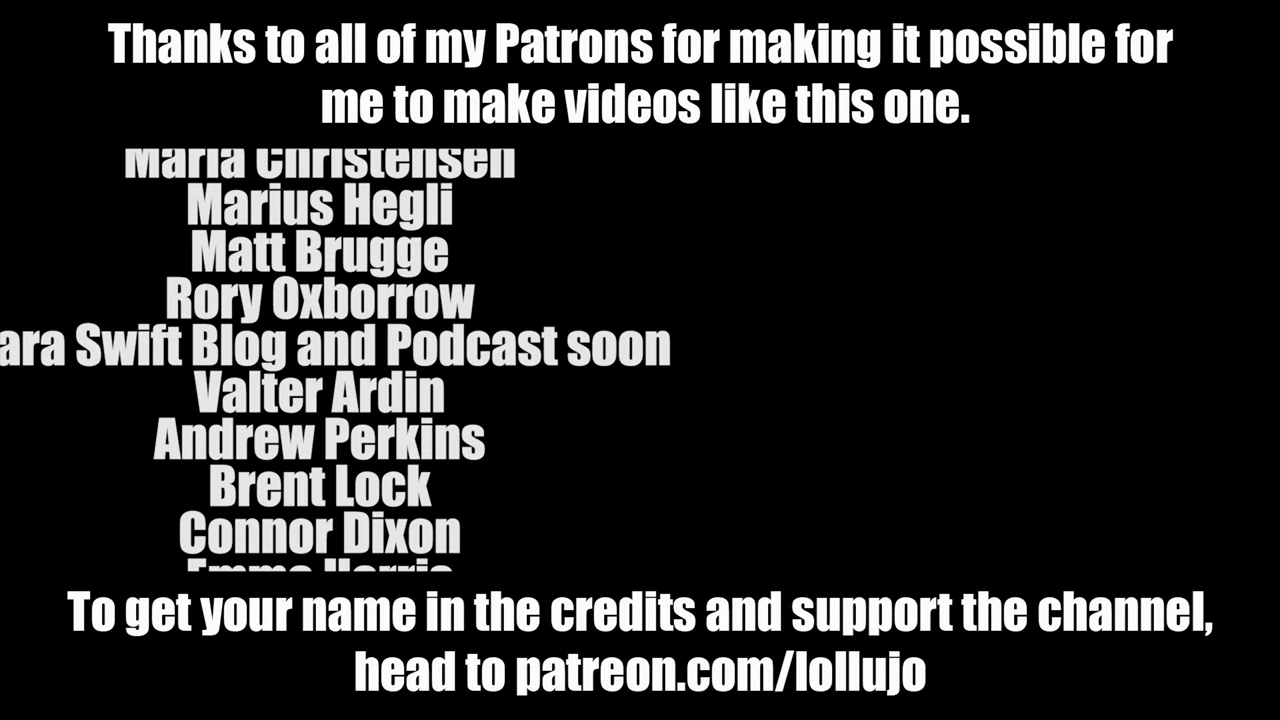 Thanks to all of my Patrons for making it possible for
me to make videos like this one.
Maria Christensen
Marius Hegli
Matt Brugge
Rory Oxborrow
Swift Blog and Podcast soon
Valter Ardin
Andrew Perkins
Brent Lock
Connor Dixon
To get your name in the credits and support the channel,
head to patreon.com/lollujo